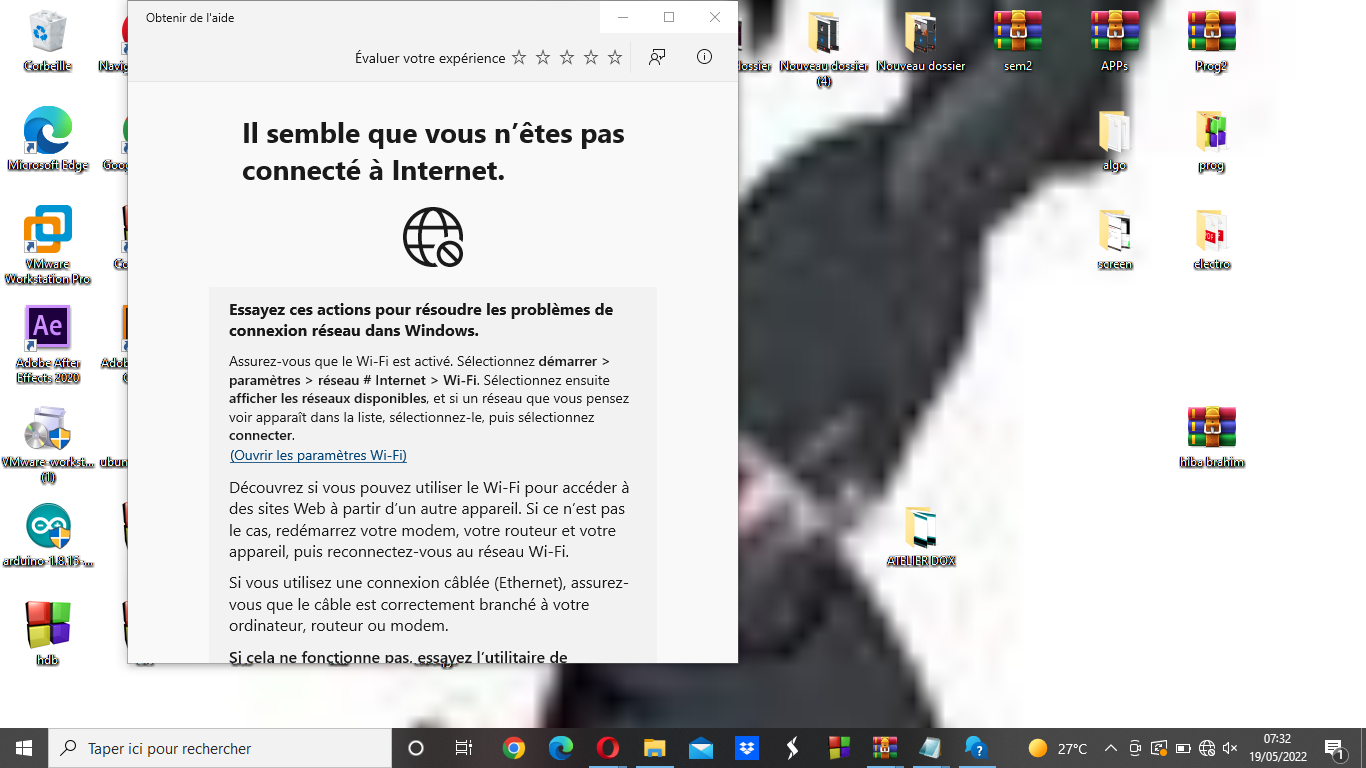 Obtenir de l'aide
Évaluer votre expérience
Il semble que vous n'êtes pas
connecté à Internet.
Essayez ces actions pour résoudre les problèmes de
connexion réseau dans Windows.
Assurez-vous que le Wi-Fi est activé. Sélectionnez démarrer >
paramètres > réseau # Internet > Wi-Fi. Sélectionnez ensuite
afficher les réseaux disponibles, et si un réseau que vous pensez
voir apparaît dans la liste, sélectionnez-le, puis sélectionnez
connecter.
(Ouvrir les paramètres Wi-Fi)
Découvrez si vous pouvez utiliser le Wi-Fi pour accéder à
des sites Web à partir d'un autre appareil. Si ce n'est pas
le cas, redémarrez votre modem, votre routeur et votre
appareil, puis reconnectez-vous au réseau Wi-Fi.
Si vous utilisez une connexion câblée (Ethernet), assurez-
vous que le câble est correctement branché à votre
ordinateur, routeur ou modem.
Si cela ne fonctionne pas, essayez l'utilitaire de
Corbeille
Microsoft Edge
VMware
Workstation Pro
Ae
Adobe After
Effects 2020
VMware-workst...
(1)
arduino-1.8.15-...
hdb
Navig
Goog
Co
Adob
ubun
dossier
Nouveau dossier
(4)
Nouveau dossier
sem2
APPs
Prog2
algo
prog
screen
PDF
electro
hiba brahim
ATELIER DOX
Taper ici pour rechercher
27°C
07:32
19/05/2022
1